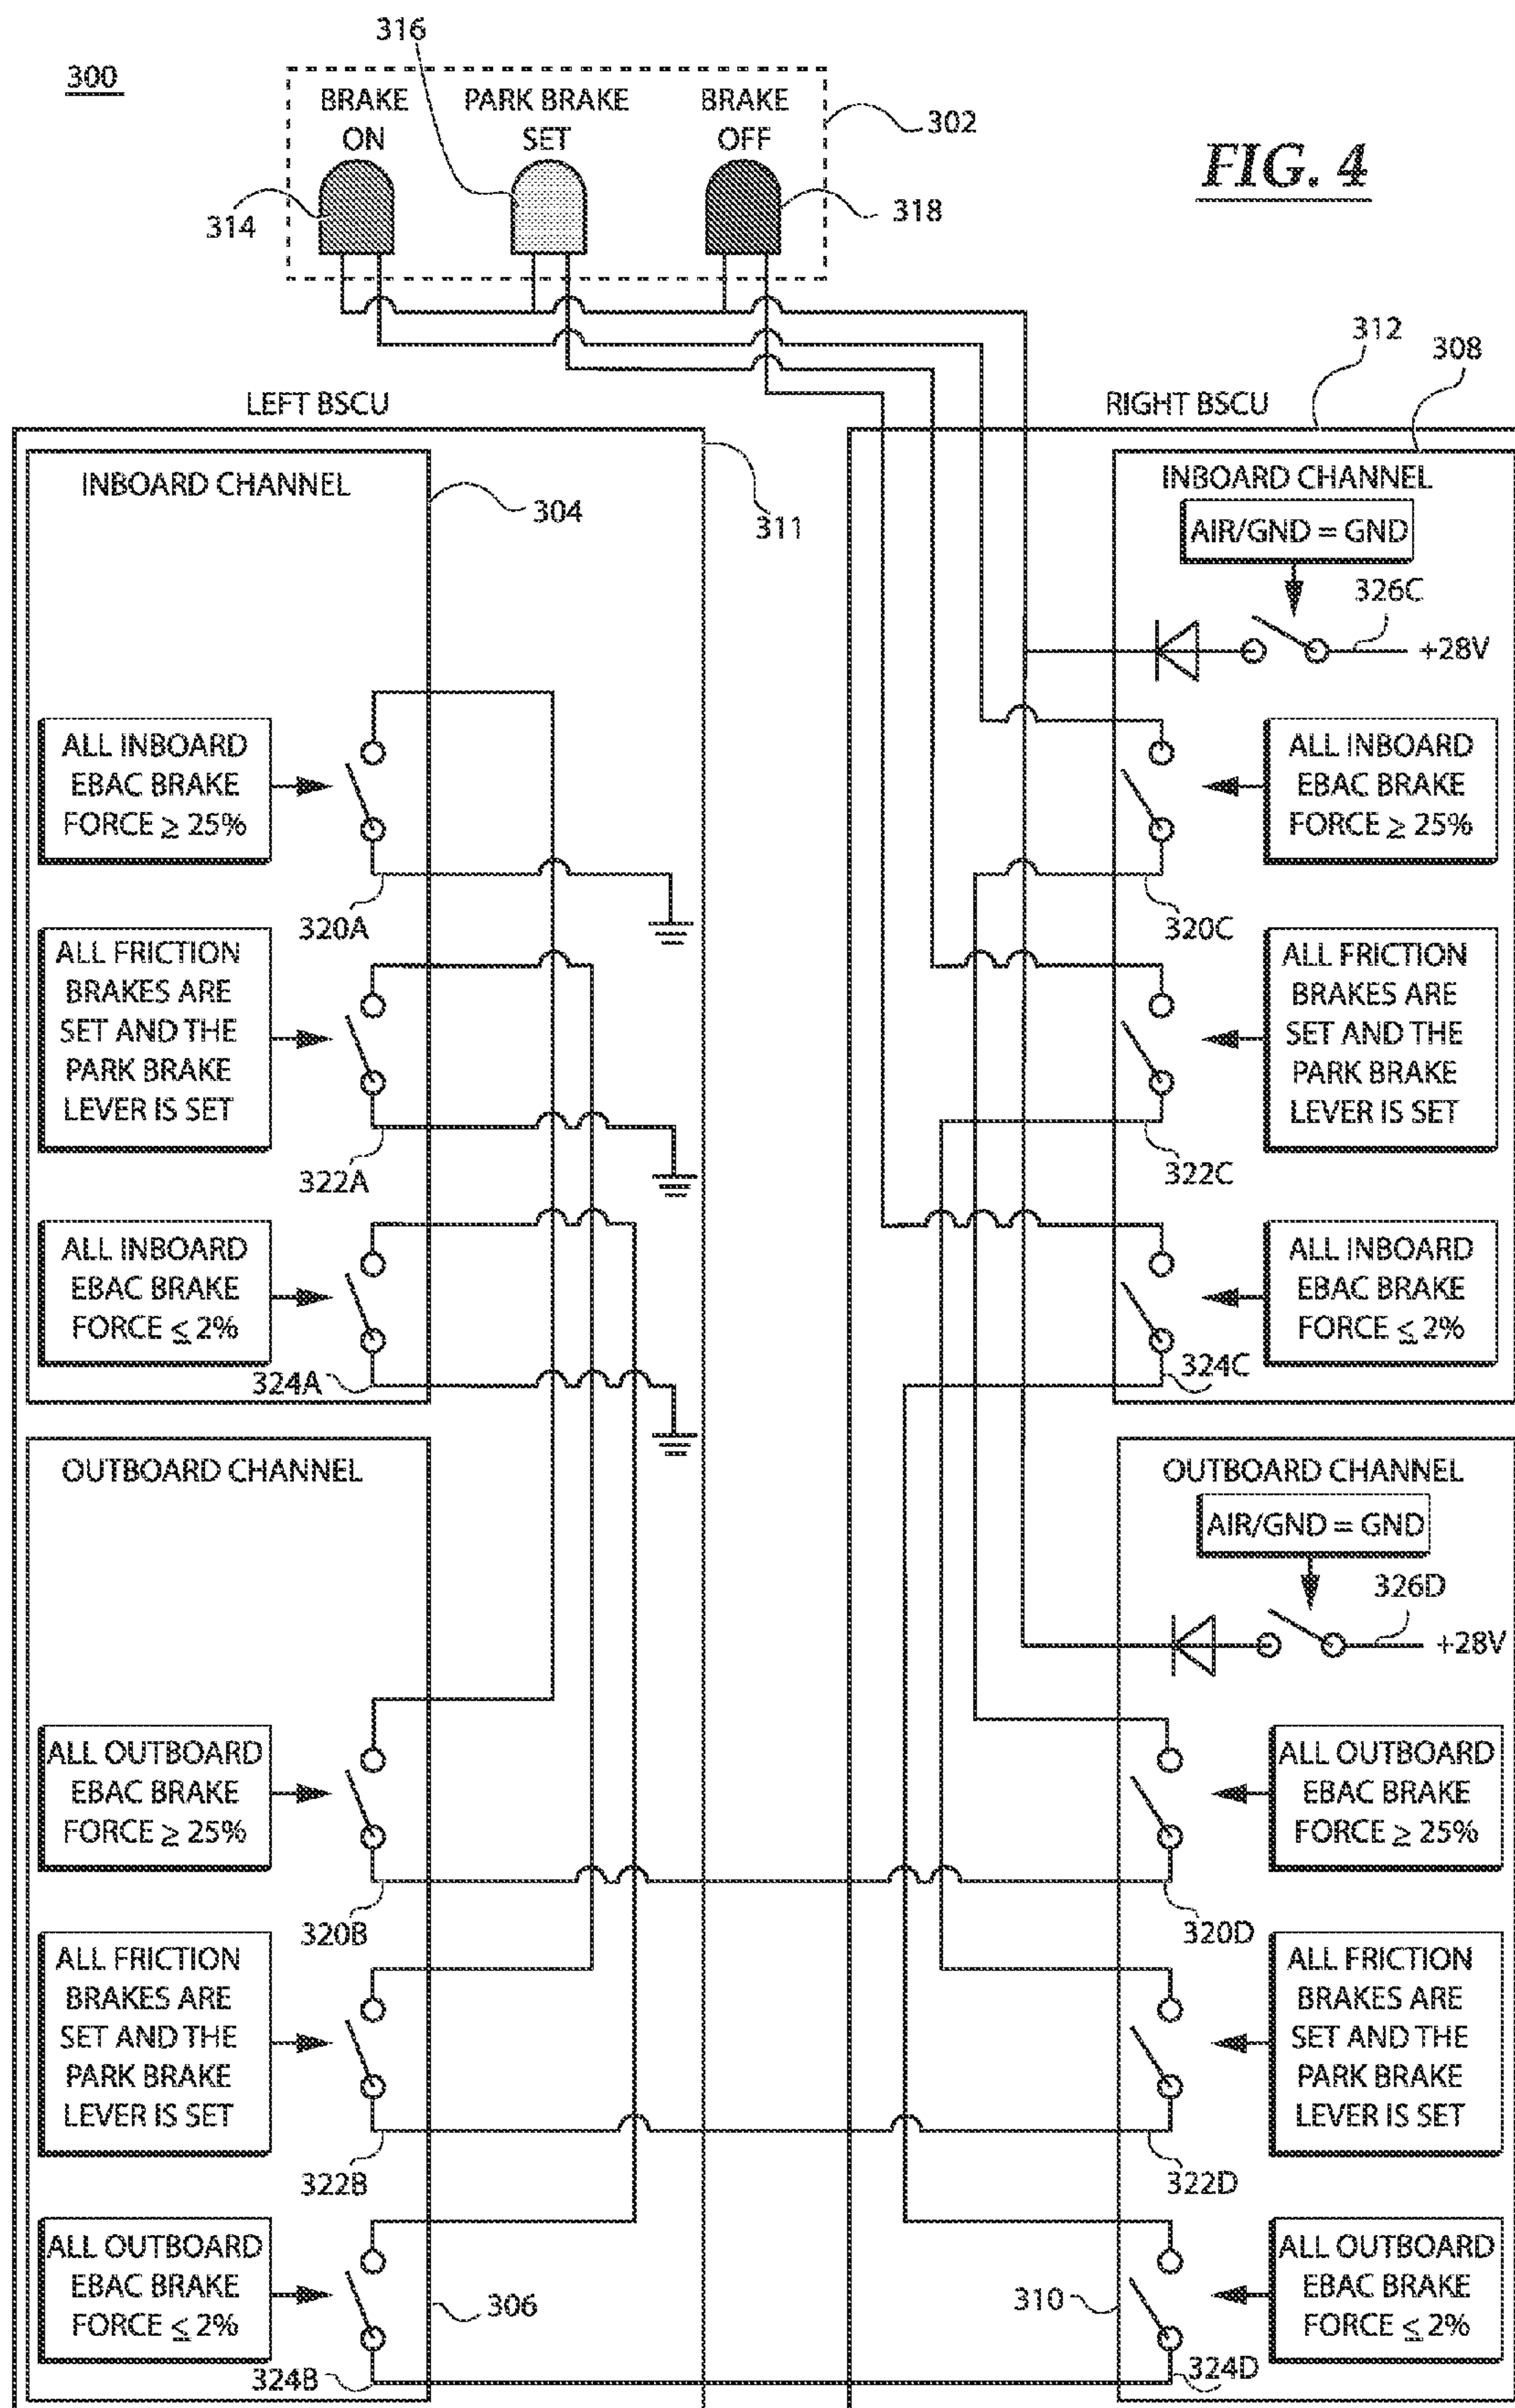 300
316
BRAKE ON
PARK BRAKE SET
BRAKE OFF
302
FIG. 4
314
318
312
308
LEFT BSCU
RIGHT BSCU
INBOARD CHANNEL
304
311
INBOARD CHANNEL
AIR/GND = GND
326C
+28V
ALL INBOARD
EBAC BRAKE
FORCE ≥ 25%
320A
ALL INBOARD
EBAC BRAKE
FORCE ≥ 25%
320C
ALL FRICTION
BRAKES ARE
SET AND THE
PARK BRAKE
LEVER IS SET
322A
ALL FRICTION
BRAKES ARE
SET AND THE
PARK BRAKE
LEVER IS SET
322C
ALL INBOARD
EBAC BRAKE
FORCE ≤ 2%
324A
ALL INBOARD
EBAC BRAKE
FORCE ≤ 2%
324C
OUTBOARD CHANNEL
OUTBOARD CHANNEL
AIR/GND = GND
326D
+28V
ALL OUTBOARD
EBAC BRAKE
FORCE ≥ 25%
320B
ALL OUTBOARD
EBAC BRAKE
FORCE ≥ 25%
320D
ALL FRICTION
BRAKES ARE
SET AND THE
PARK BRAKE
LEVER IS SET
322B
ALL FRICTION
BRAKES ARE
SET AND THE
PARK BRAKE
LEVER IS SET
322D
ALL OUTBOARD
EBAC BRAKE
FORCE ≤ 2%
306
324B
310
ALL OUTBOARD
EBAC BRAKE
FORCE ≤ 2%
324D